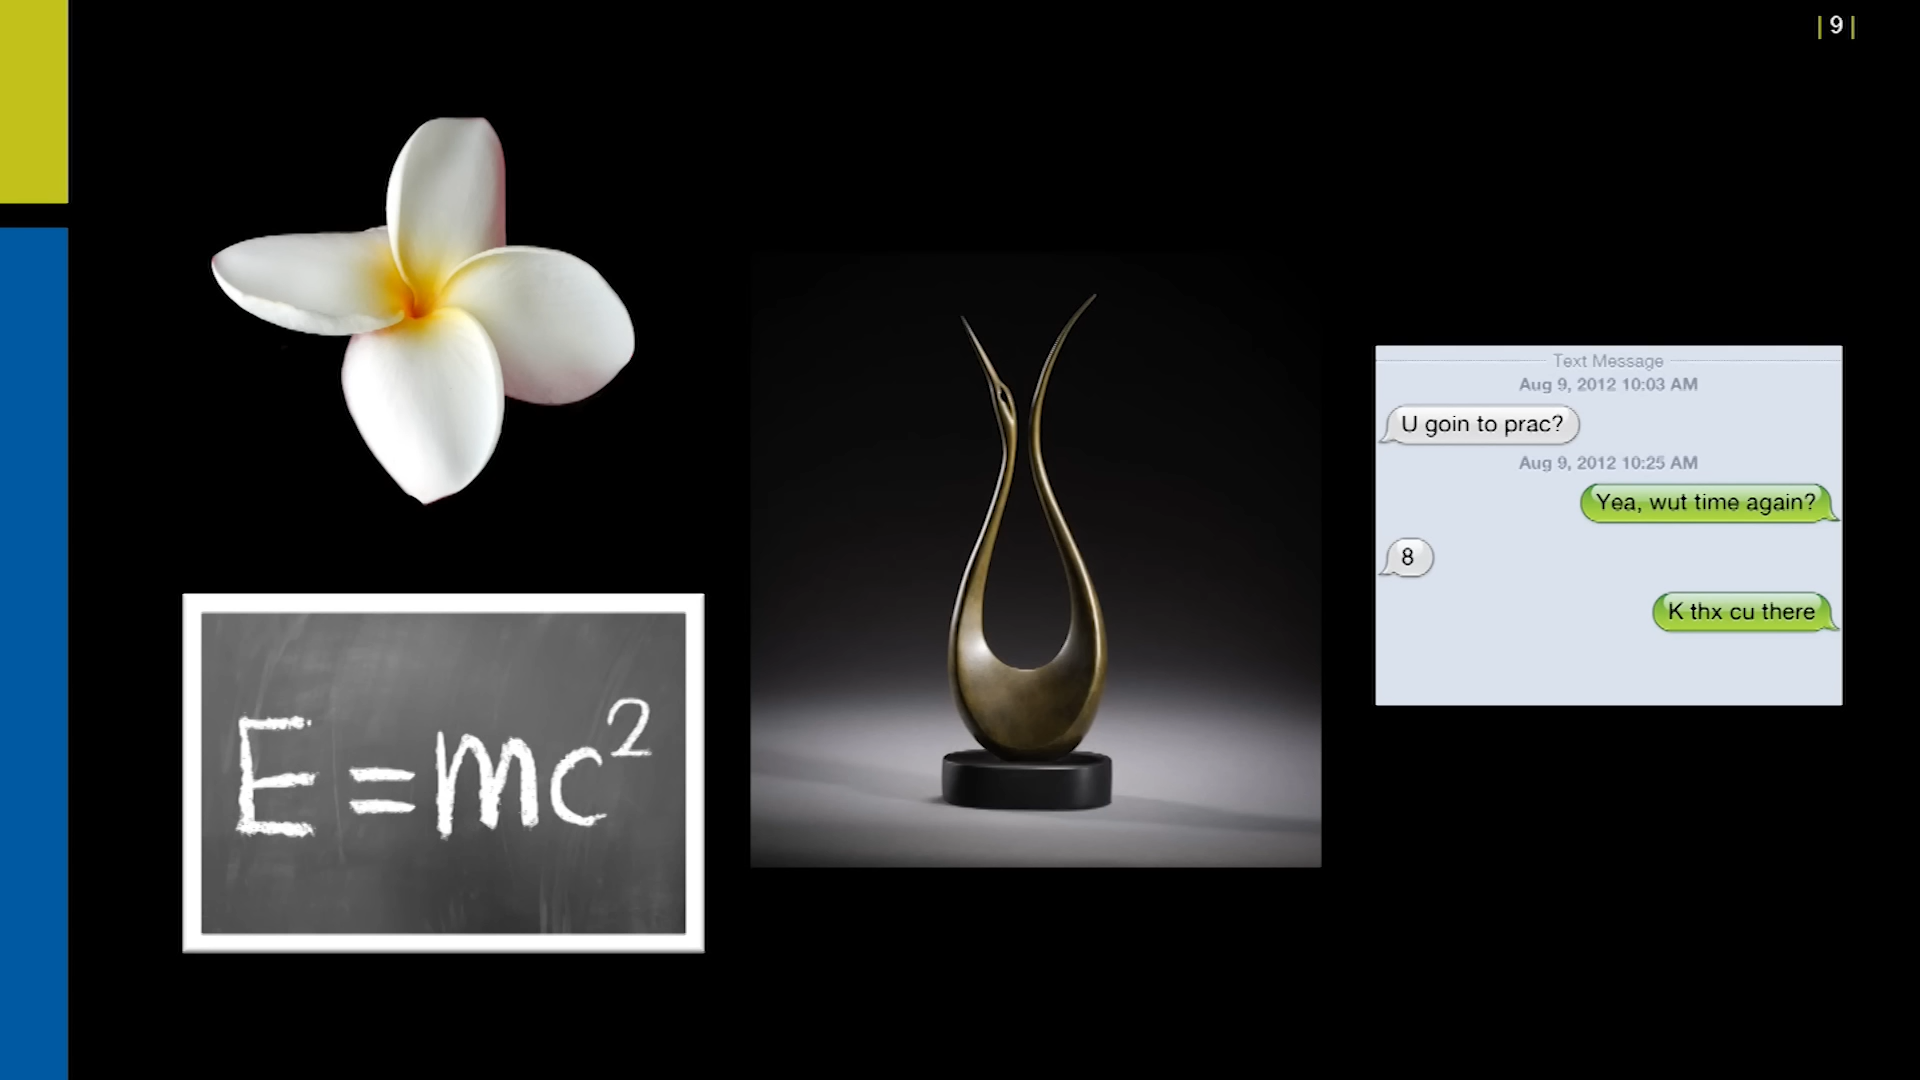 | 9 |
E = mc²
Text Message
Aug 9, 2012 10:03 AM
U goin to prac?
Aug 9, 2012 10:25 AM
Yea, wut time again?
8
K thx cu there